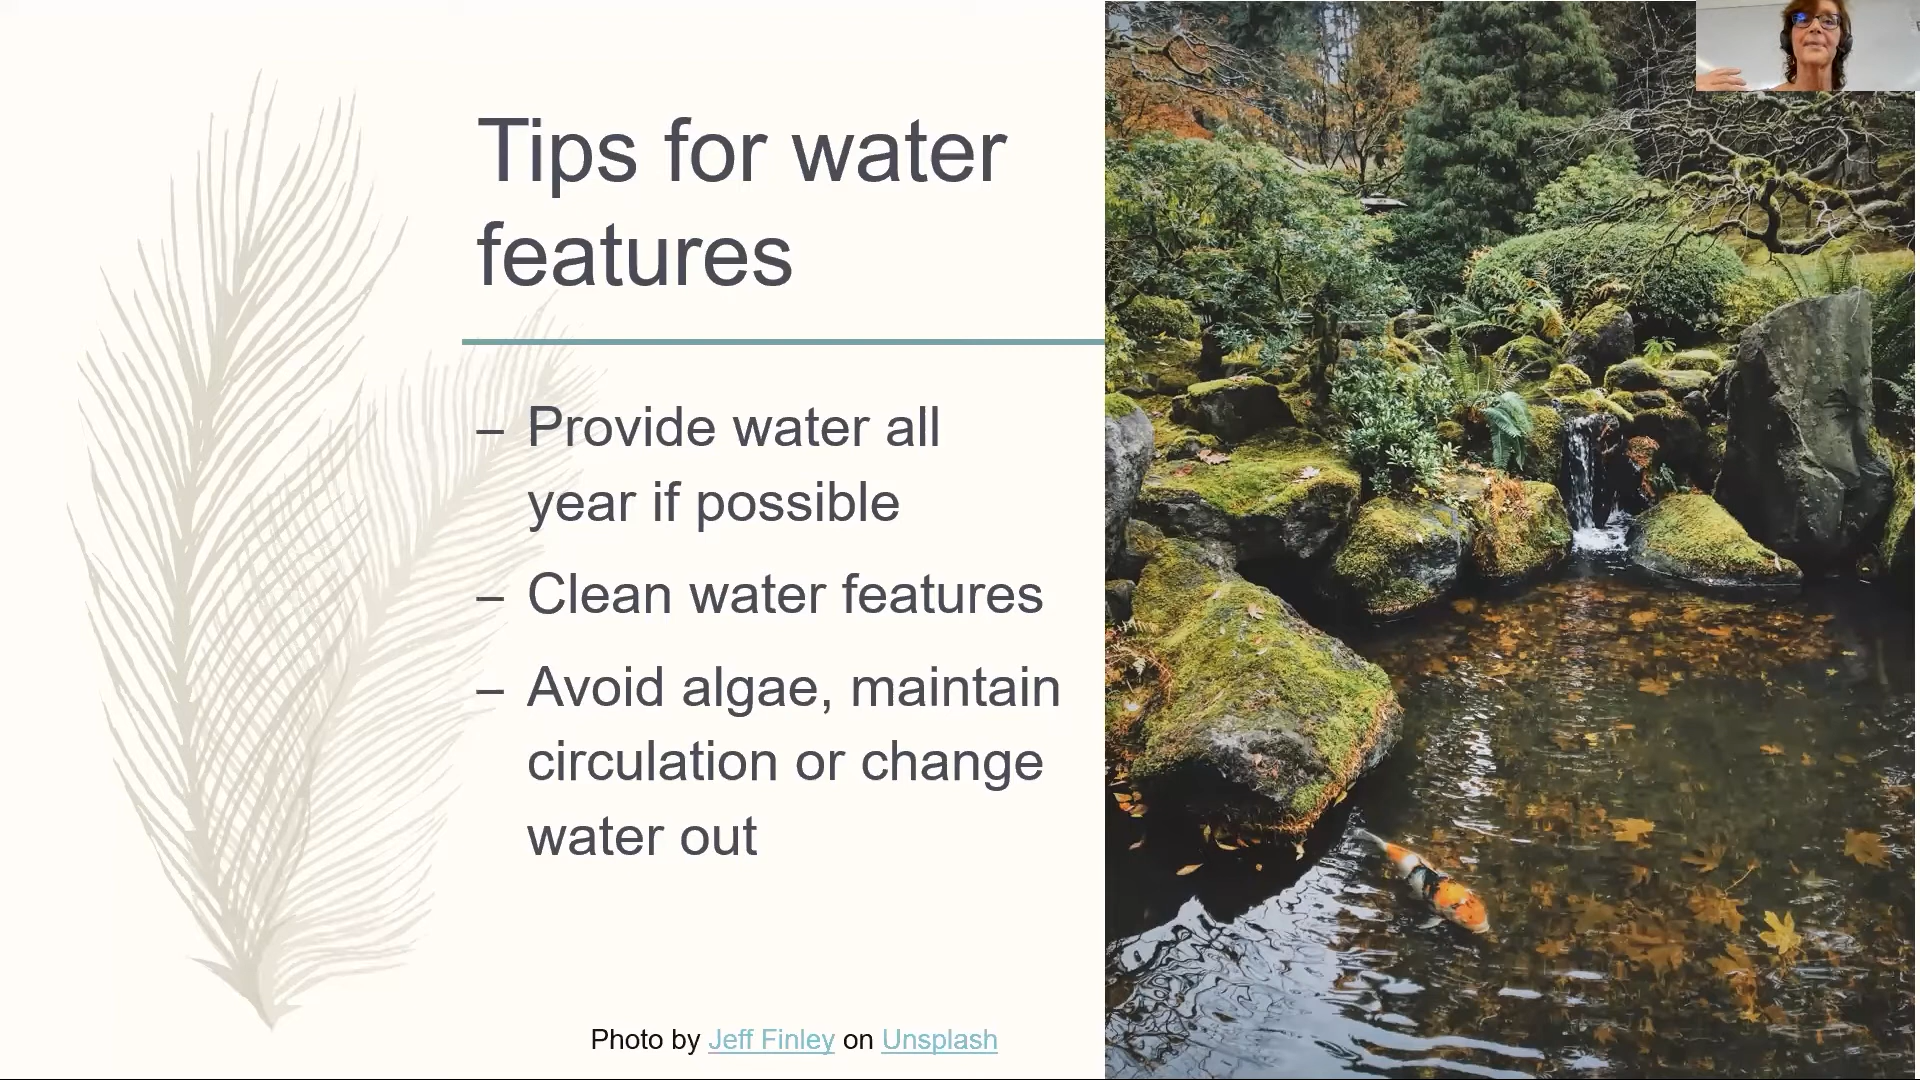 Tips for water
features
– Provide water all
year if possible
– Clean water features
– Avoid algae, maintain
circulation or change
water out
Photo by Jeff Finley on Unsplash